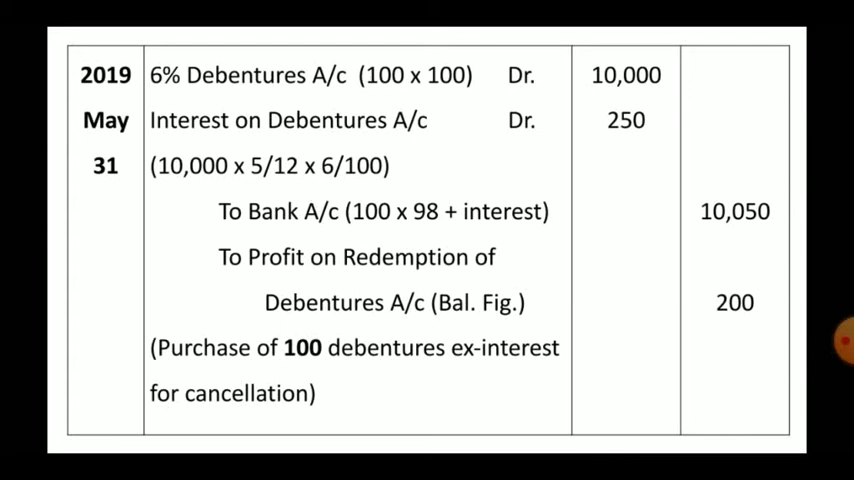 2019 6% Debentures A/c (100 x 100) Dr. 10,000
May Interest on Debentures A/c Dr. 250
31 (10,000 x 5/12 x 6/100)
To Bank A/c (100 x 98 + interest) 10,050
To Profit on Redemption of
Debentures A/c (Bal. Fig.) 200
(Purchase of 100 debentures ex-interest
for cancellation)